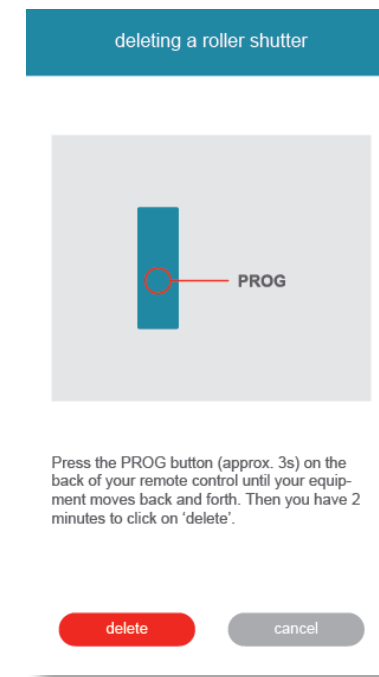 deleting a roller shutter
PROG
Press the PROG button (approx. 3s) on the
back of your remote control until your equip-
ment moves back and forth. Then you have 2
minutes to click on ‘delete’.
delete
cancel